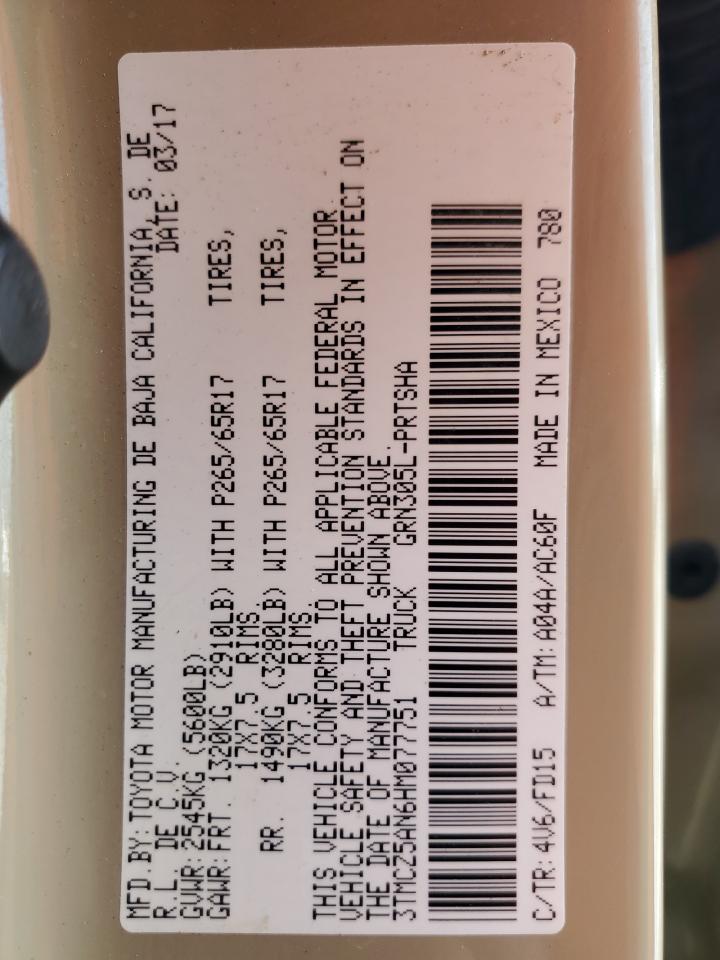 MFD.BY:TOYOTA MOTOR MANUFACTURING DE BAJA CALIFORNIA, S. DE
R.L. DE C.V. DATE: 03/17
GVWR:2545KG (5600LB)
GAWR:FRT. 1320KG (2910LB) WITH P265/65R17 TIRES,
17X7.5 RIMS.
RR. 1490KG (3280LB) WITH P265/65R17 TIRES,
17X7.5 RIMS.
THIS VEHICLE CONFORMS TO ALL APPLICABLE FEDERAL MOTOR
VEHICLE SAFETY AND THEFT PREVENTION STANDARDS IN EFFECT ON
THE DATE OF MANUFACTURE SHOWN ABOVE.
3TMCZ5AN6HM077751 TRUCK GRN305L-PRTSHA
C/TR:4V6/FD15 A/TM:A04A/AC60F MADE IN MEXICO 780